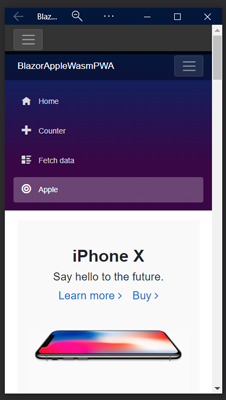 Blaz...
BlazorAppleWasmPWA
Home
Counter
Fetch data
Apple
iPhone X
Say hello to the future.
Learn more > Buy >